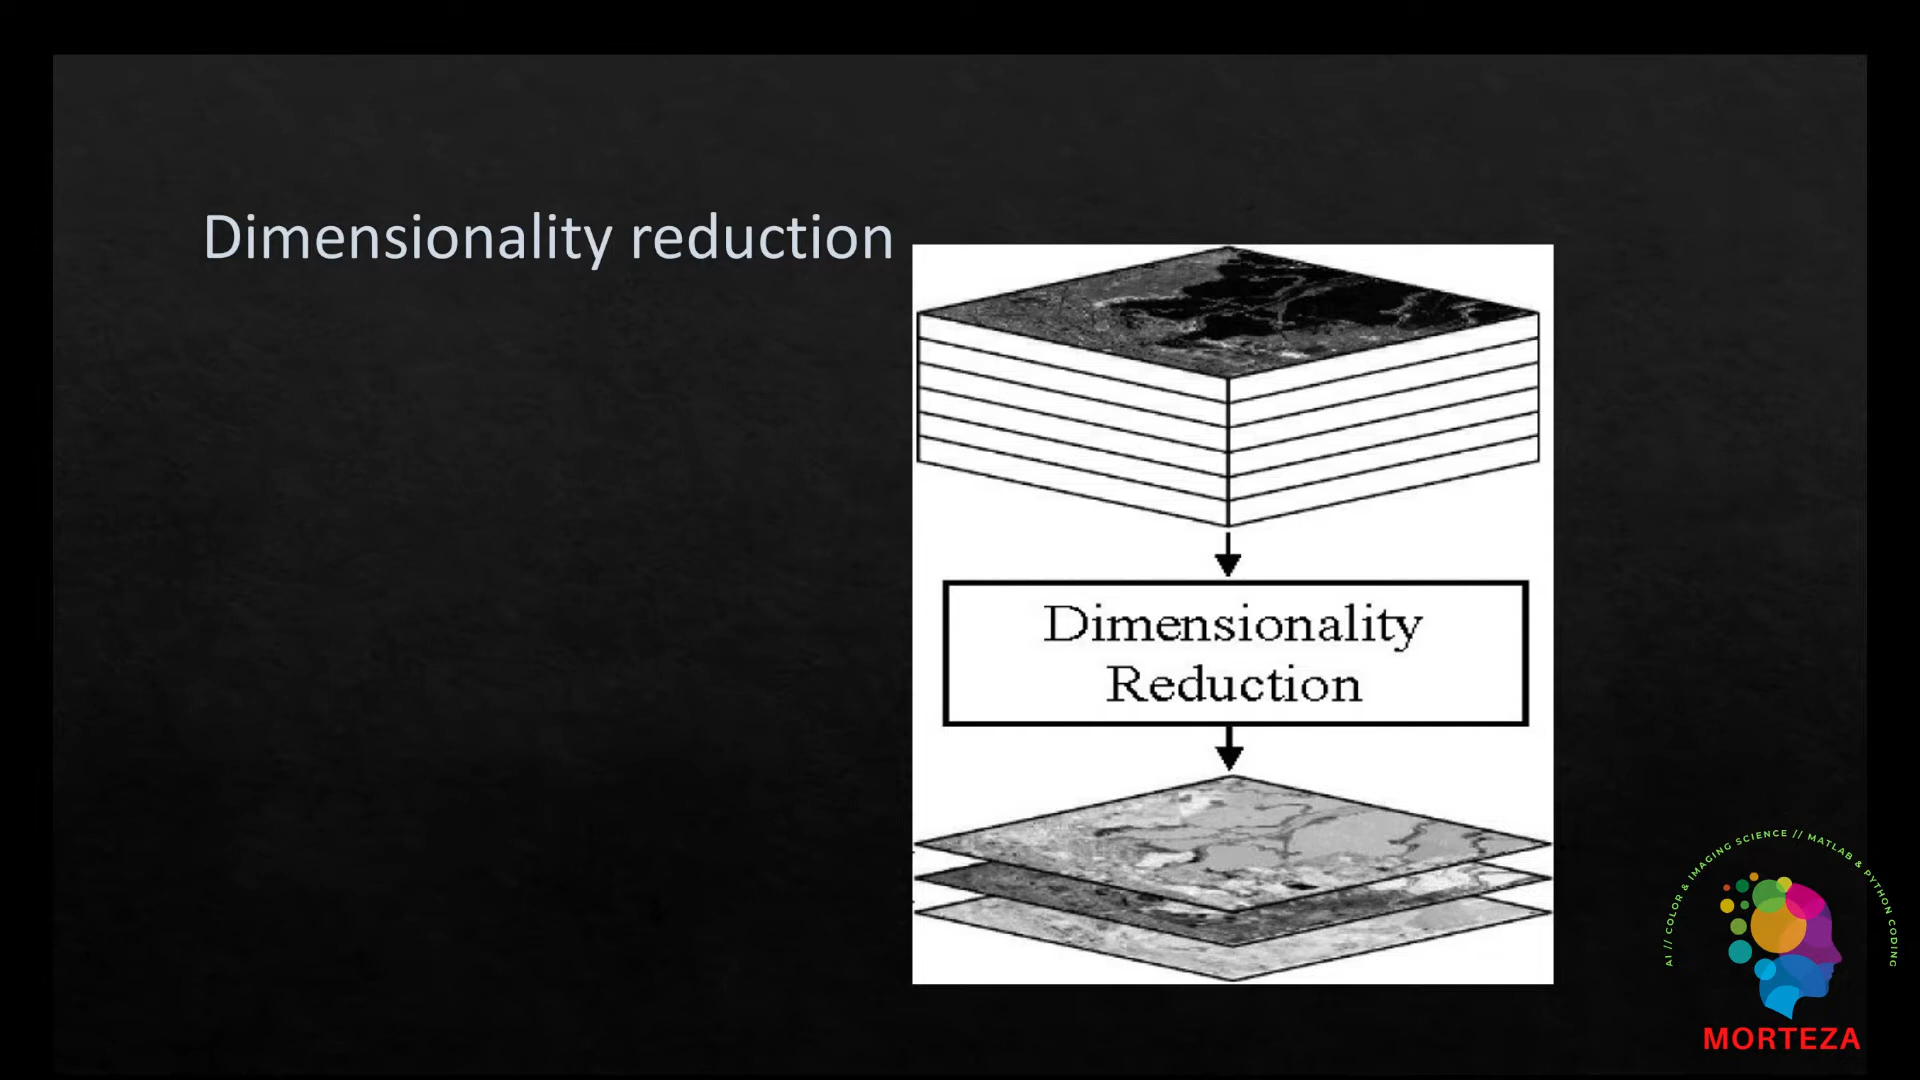 Dimensionality reduction
Dimensionality
Reduction
AI // COLOR & IMAGING SCIENCE // MATLAB & PYTHON CODING
MORTEZA